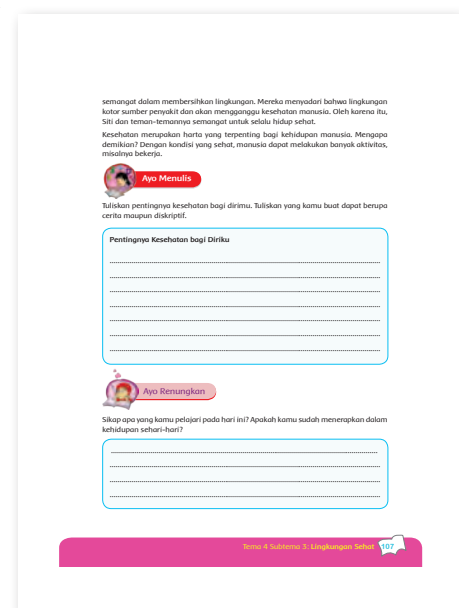 semangat dalam membersihkan lingkungan. Mereka menyadari bahwa lingkungan
kotor sumber penyakit dan akan mengganggu kesehatan manusia. Oleh karena itu,
Siti dan teman-temannya semangat untuk selalu hidup sehat.
Kesehatan merupakan harta yang terpenting bagi kehidupan manusia. Mengapa
demikian? Dengan kondisi yang sehat, manusia dapat melakukan banyak aktivitas,
misalnya bekerja.
Ayo Menulis
Tuliskan pentingnya kesehatan bagi dirimu. Tuliskan yang kamu buat dapat berupa
cerita maupun diskriptif.
Pentingnya Kesehatan bagi Diriku
Ayo Renungkan
Sikap apa yang kamu pelajari pada hari ini? Apakah kamu sudah menerapkan dalam
kehidupan sehari-hari?
Tema 4 Subtema 3: Lingkungan Sehat 107